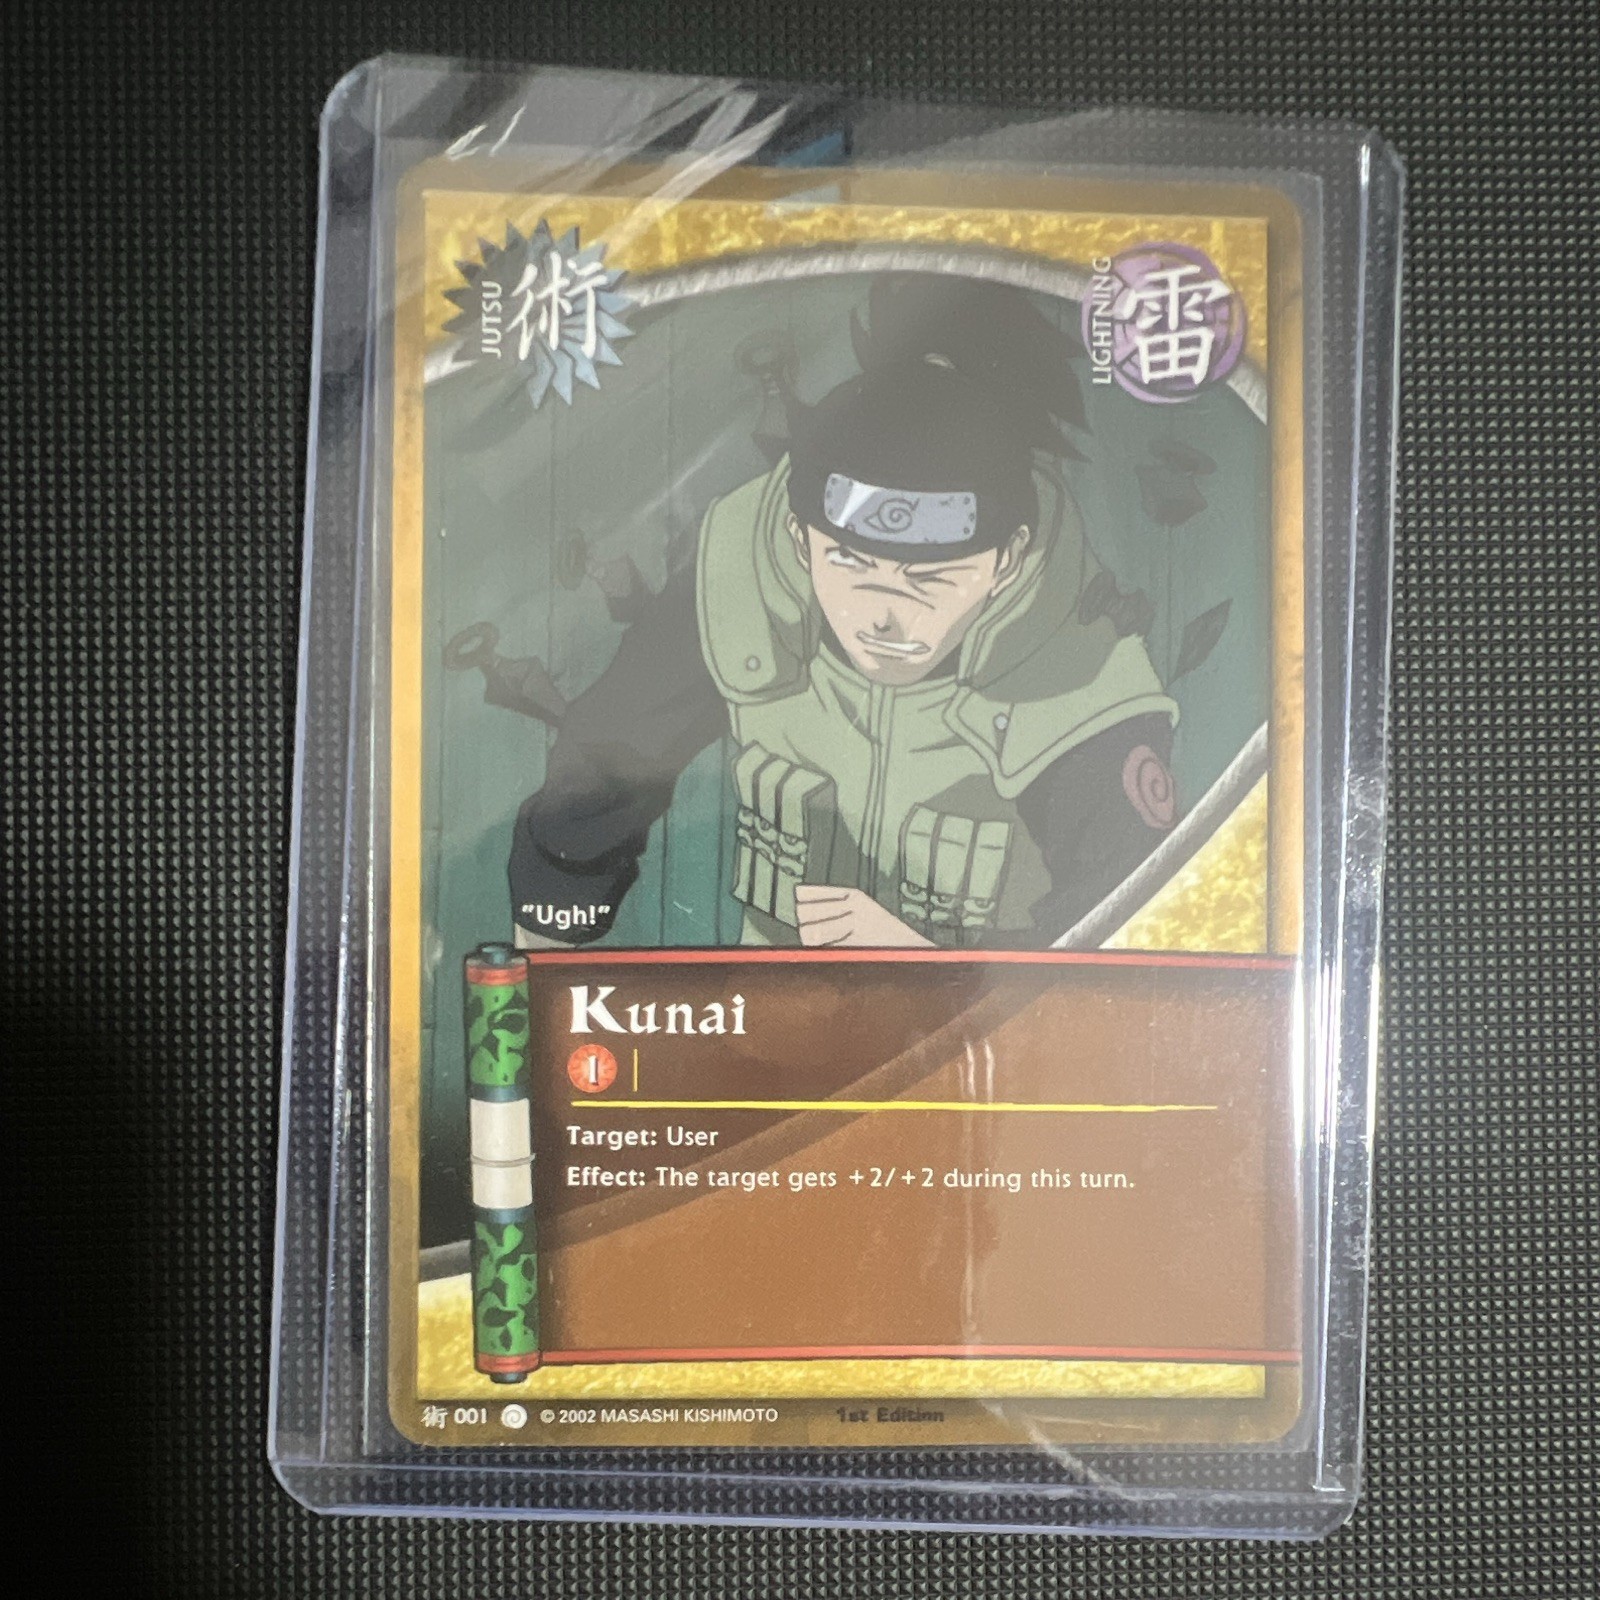 JUTSU
術
LIGHTNING
雷
"Ugh!"
Kunai
1
Target: User
Effect: The target gets +2/+2 during this turn.
術 001 © 2002 MASASHI KISHIMOTO 1st Edition